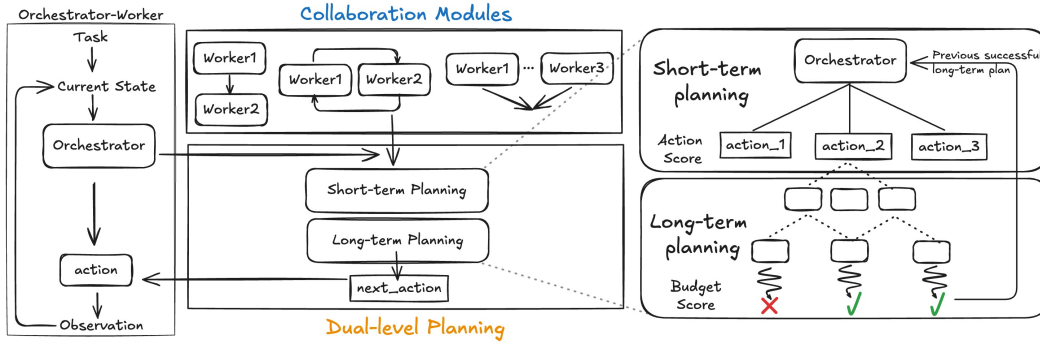 Orchestrator-Worker
Task
Current State
Orchestrator
action
Observation
Collaboration Modules
Worker1
Worker2
Worker1
Worker2
Worker1
...
Worker3
Short-term Planning
Long-term Planning
next_action
Dual-level Planning
Short-term
planning
Orchestrator
Previous successful
long-term plan
Action
Score
action_1
action_2
action_3
Long-term
planning
Budget
Score